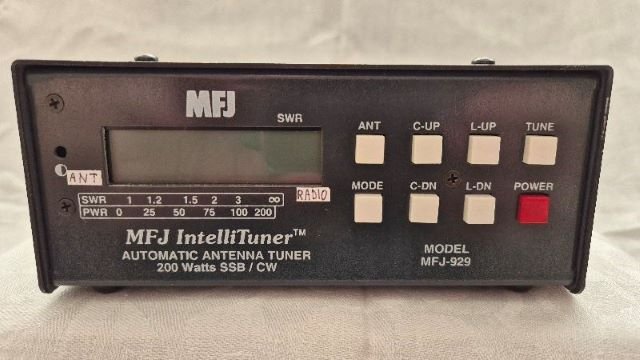 MFJ
SWR
ANT C-UP L-UP TUNE
ANT
RADIO
MODE C-DN L-DN POWER
SWR 1 1.2 1.5 2 3 ∞
PWR 0 25 50 75 100 200
MFJ IntelliTuner™
AUTOMATIC ANTENNA TUNER
200 Watts SSB / CW
MODEL
MFJ-929